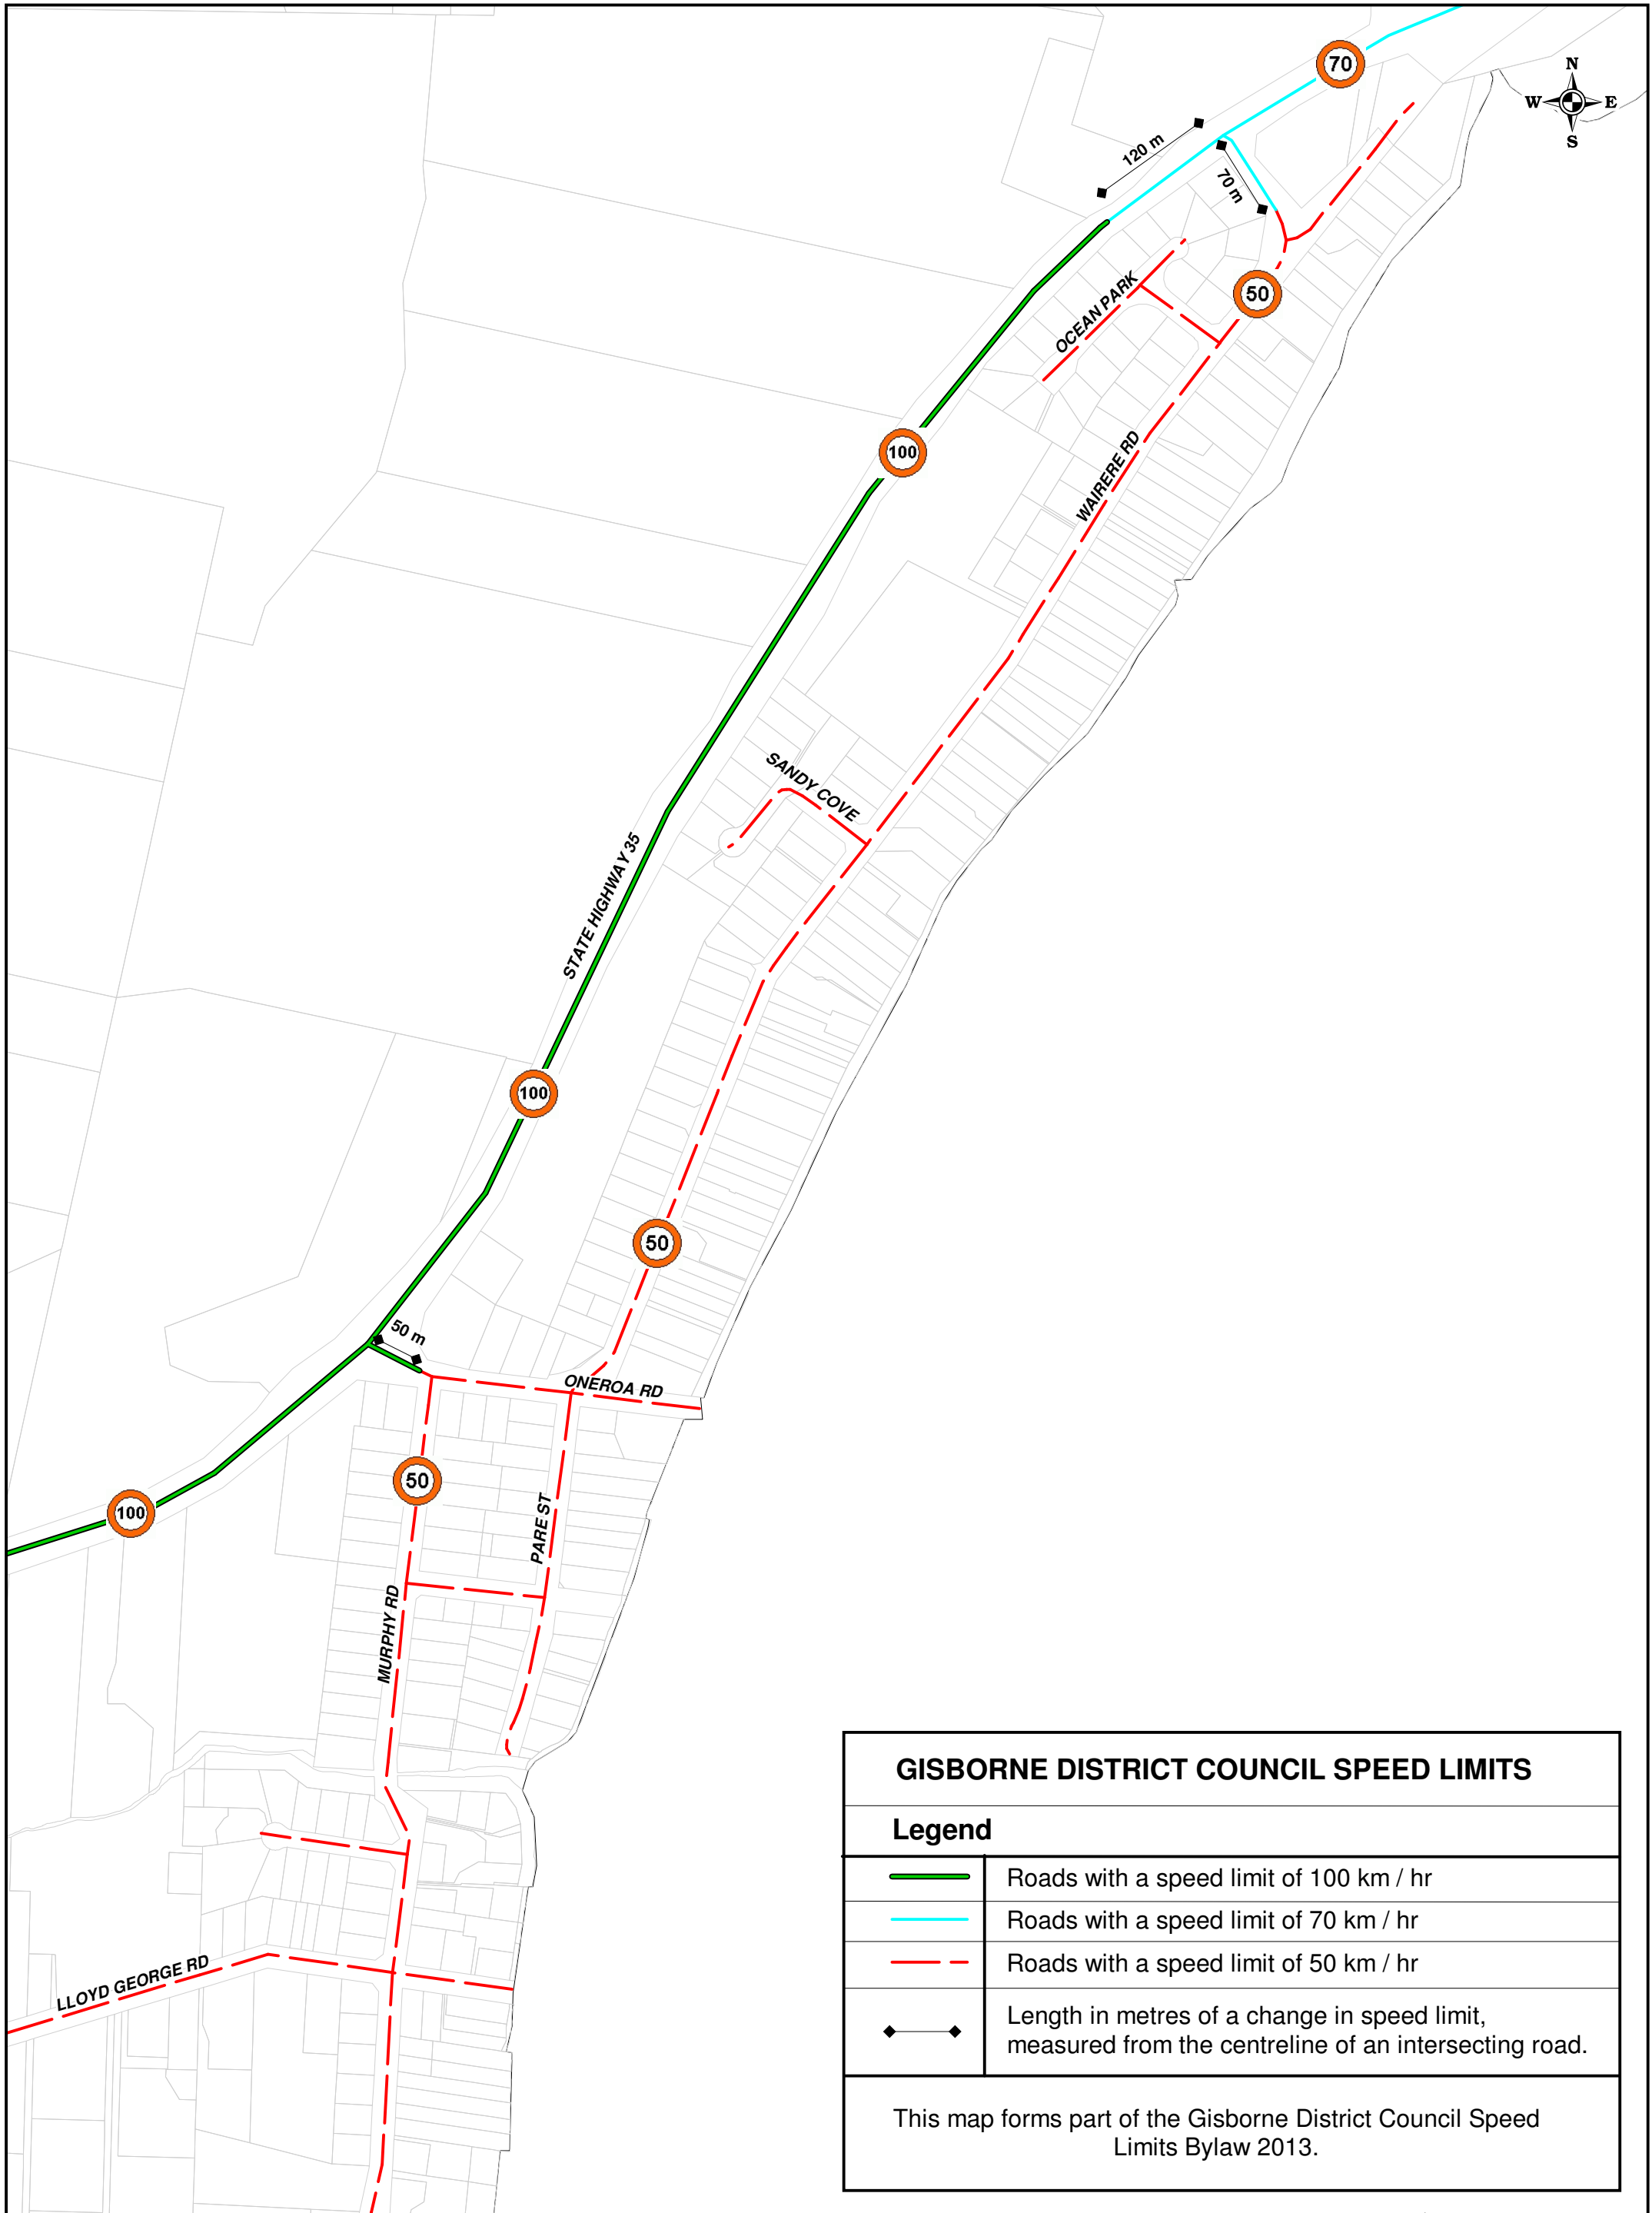 70
N
W E
S
120 m
70 m
50
OCEAN PARK
100
WAIRERE RD
SANDY COVE
STATE HIGHWAY 35
100
50
50 m
ONEROA RD
50
100
PARE ST
MURPHY RD
LLOYD GEORGE RD
GISBORNE DISTRICT COUNCIL SPEED LIMITS
Legend
Roads with a speed limit of 100 km / hr
Roads with a speed limit of 70 km / hr
Roads with a speed limit of 50 km / hr
Length in metres of a change in speed limit,
measured from the centreline of an intersecting road.
This map forms part of the Gisborne District Council Speed
Limits Bylaw 2013.